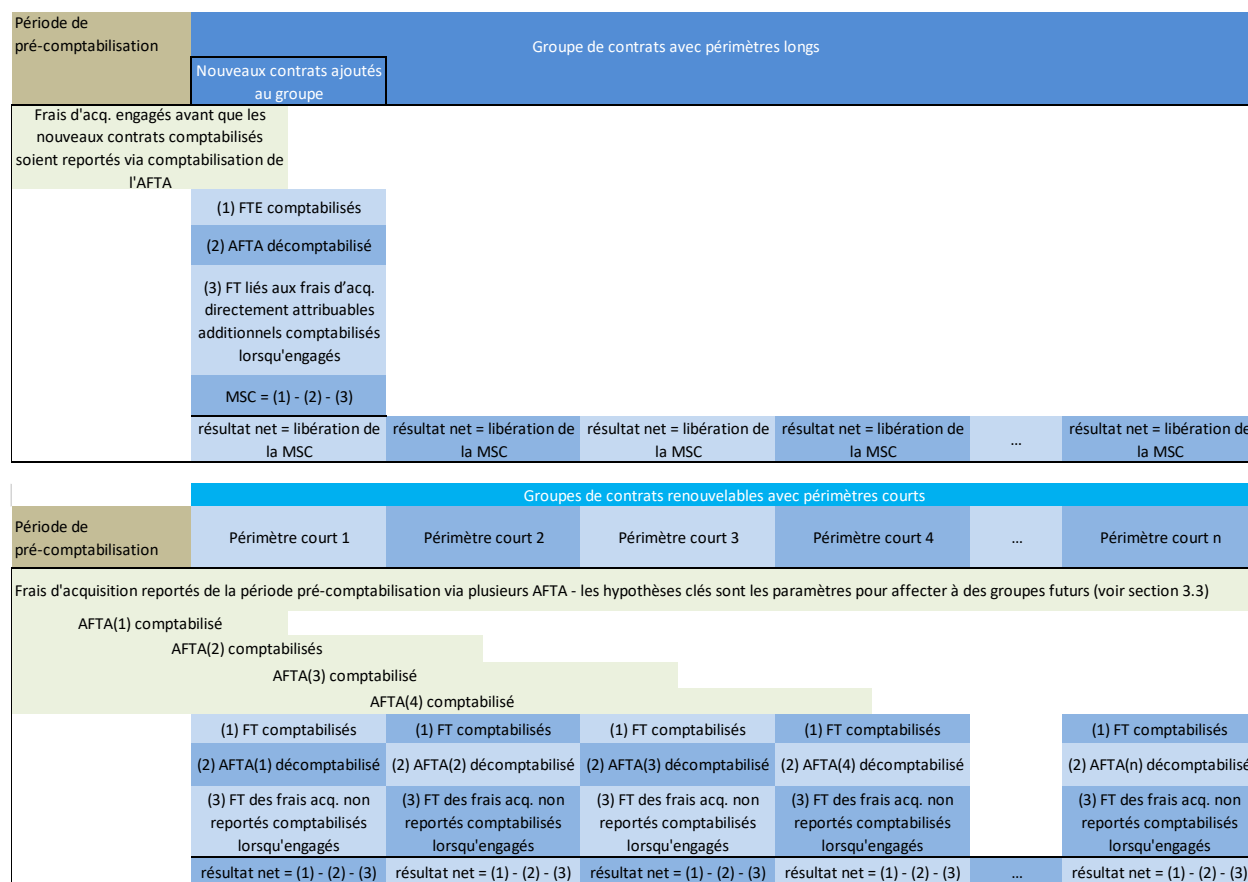 Période de
pré-comptabilisation
Groupe de contrats avec périmètres longs
Nouveaux contrats ajoutés
au groupe
Frais d'acq. engagés avant que les
nouveaux contrats comptabilisés
soient reportés via comptabilisation de
l'AFTA
(1) FTE comptabilisés
(2) AFTA décomptabilisé
(3) FT liés aux frais d'acq.
directement attribuables
additionnels comptabilisés
lorsqu'engagés
MSC = (1) - (2) - (3)
résultat net = libération de
la MSC
résultat net = libération de
la MSC
résultat net = libération de
la MSC
résultat net = libération de
la MSC
...
résultat net = libération de
la MSC
Groupes de contrats renouvelables avec périmètres courts
Période de
pré-comptabilisation
Périmètre court 1
Périmètre court 2
Périmètre court 3
Périmètre court 4
...
Périmètre court n
Frais d'acquisition reportés de la période pré-comptabilisation via plusieurs AFTA - les hypothèses clés sont les paramètres pour affecter à des groupes futurs (voir section 3.3)
AFTA(1) comptabilisé
AFTA(2) comptabilisés
AFTA(3) comptabilisé
AFTA(4) comptabilisé
(1) FT comptabilisés
(1) FT comptabilisés
(1) FT comptabilisés
(1) FT comptabilisés
(1) FT comptabilisés
(2) AFTA(1) décomptabilisé
(2) AFTA(2) décomptabilisé
(2) AFTA(3) décomptabilisé
(2) AFTA(4) décomptabilisé
(2) AFTA(n) décomptabilisé
(3) FT des frais acq. non
reportés comptabilisés
lorsqu'engagés
(3) FT des frais acq. non
reportés comptabilisés
lorsqu'engagés
(3) FT des frais acq. non
reportés comptabilisés
lorsqu'engagés
(3) FT des frais acq. non
reportés comptabilisés
lorsqu'engagés
(3) FT des frais acq. non
reportés comptabilisés
lorsqu'engagés
résultat net = (1) - (2) - (3)
résultat net = (1) - (2) - (3)
résultat net = (1) - (2) - (3)
résultat net = (1) - (2) - (3)
...
résultat net = (1) - (2) - (3)